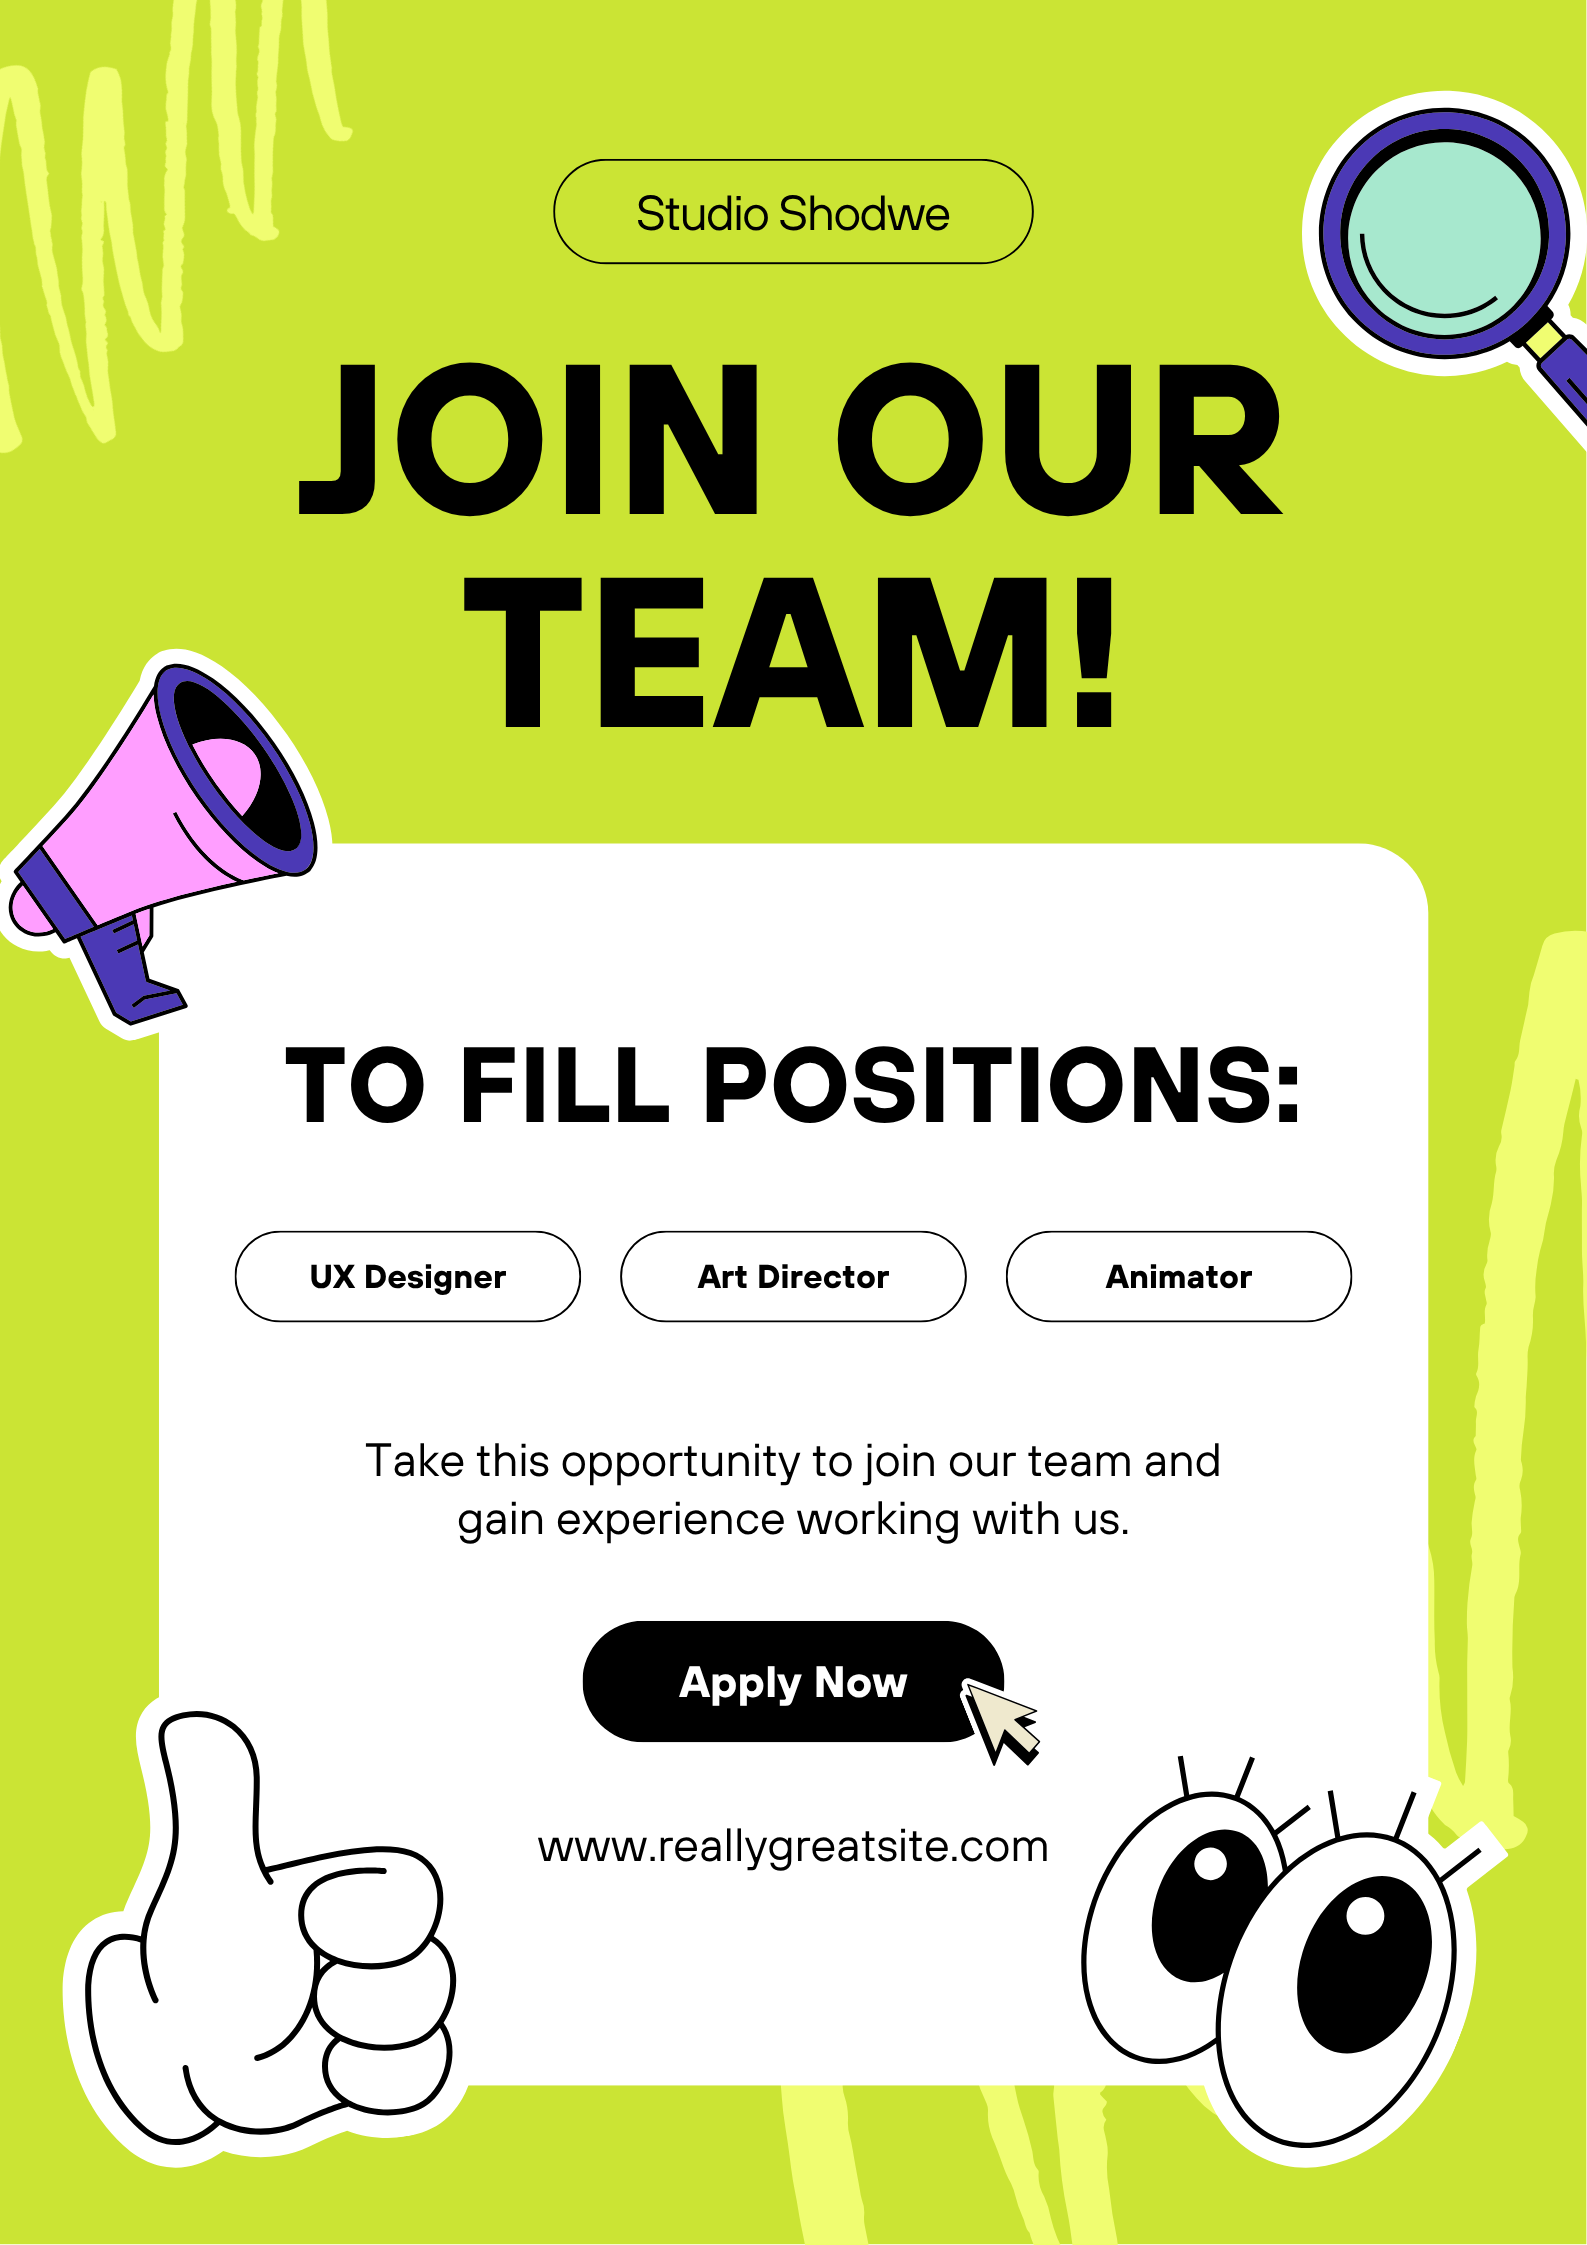 Studio Shodwe
JOIN OUR
TEAM!
TO FILL POSITIONS:
UX Designer
Art Director
Animator
Take this opportunity to join our team and
gain experience working with us.
Apply Now
www.reallygreatsite.com